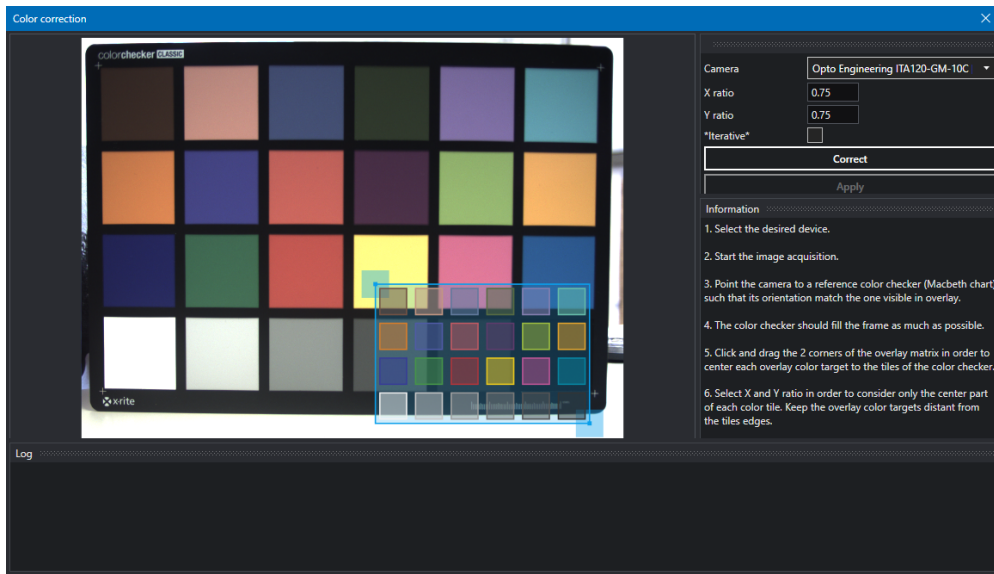 Color correction
colorchecker CLASSIC
x-rite
Camera
Opto Engineering ITA120-GM-10C
X ratio
0.75
Y ratio
0.75
*Iterative*
Correct
Apply
Information
1. Select the desired device.
2. Start the image acquisition.
3. Point the camera to a reference color checker (Macbeth chart)
such that its orientation match the one visible in overlay.
4. The color checker should fill the frame as much as possible.
5. Click and drag the 2 corners of the overlay matrix in order to
center each overlay color target to the tiles of the color checker.
6. Select X and Y ratio in order to consider only the center part
of each color tile. Keep the overlay color targets distant from
the tiles edges.
Log